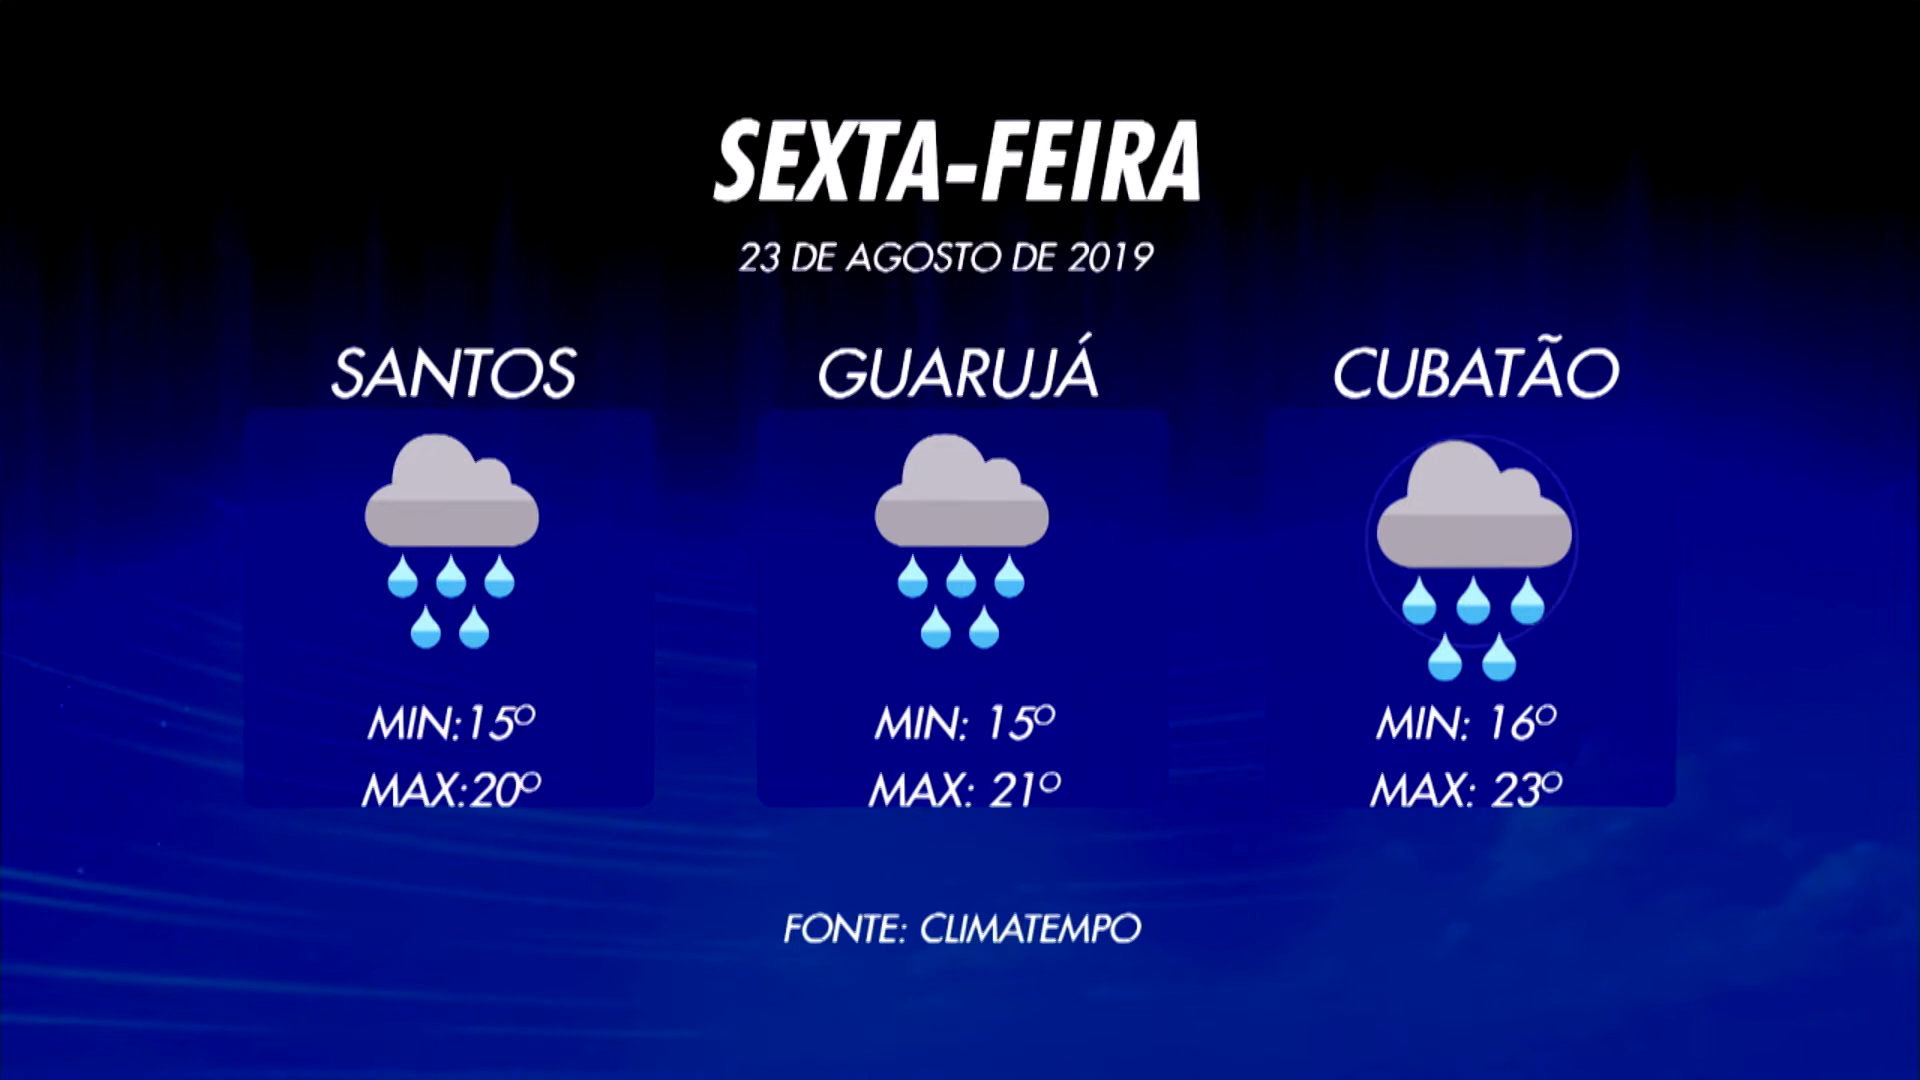 SEXTA-FEIRA
23 DE AGOSTO DE 2019
SANTOS
MIN:15º
MAX:20º
GUARUJÁ
MIN: 15º
MAX: 21º
CUBATÃO
MIN: 16º
MAX: 23º
FONTE: CLIMATEMPO